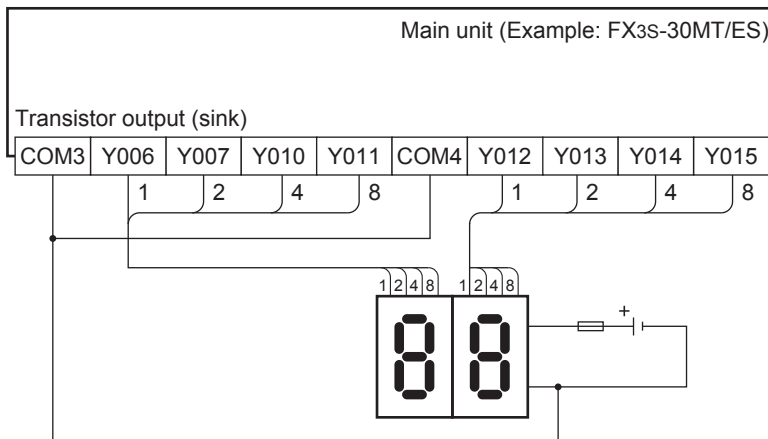 Main unit (Example: FX3S-30MT/ES)
Transistor output (sink)
COM3 Y006 Y007 Y010 Y011 COM4 Y012 Y013 Y014 Y015
1 2 4 8 1 2 4 8
1 2 4 8 1 2 4 8
+
88